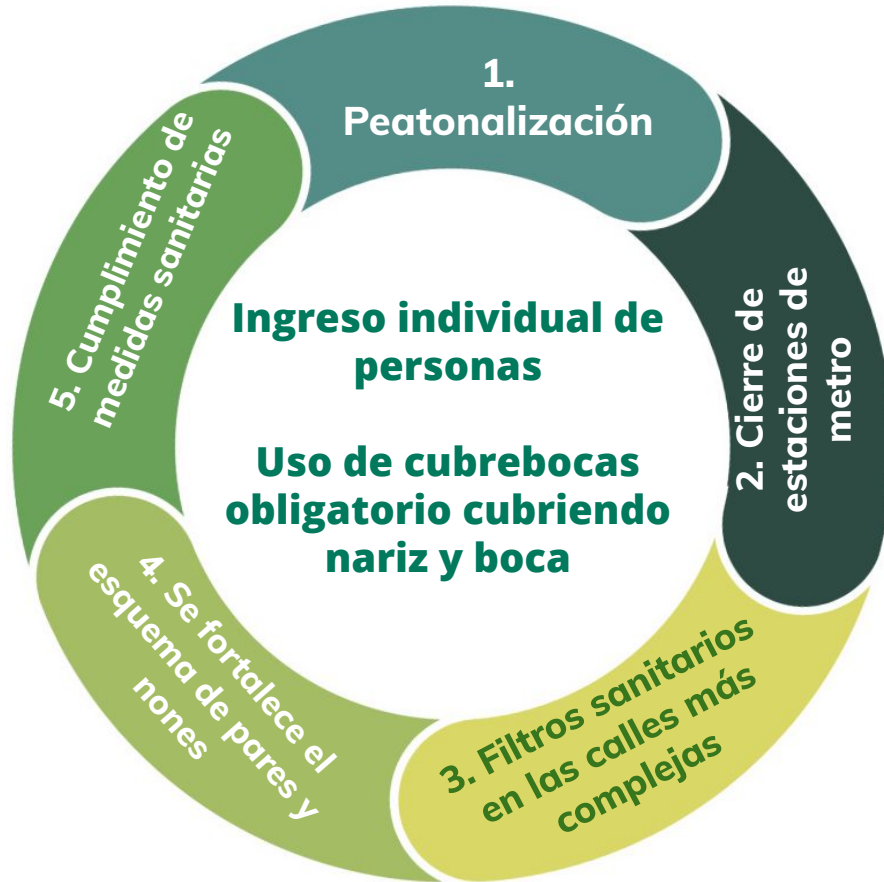 1.
Peatonalización
2. Cierre de
estaciones de
metro
3. Filtros sanitarios
en las calles más
complejas
4. Se fortalece el
esquema de pares y
nones
5. Cumplimiento de
medidas sanitarias
Ingreso individual de
personas
Uso de cubrebocas
obligatorio cubriendo
nariz y boca